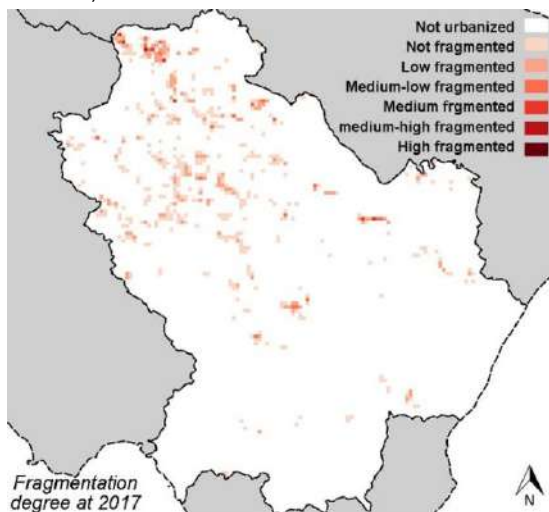 Not urbanized
Not fragmented
Low fragmented
Medium-low fragmented
Medium frgmented
medium-high fragmented
High fragmented
Fragmentation
degree at 2017
N